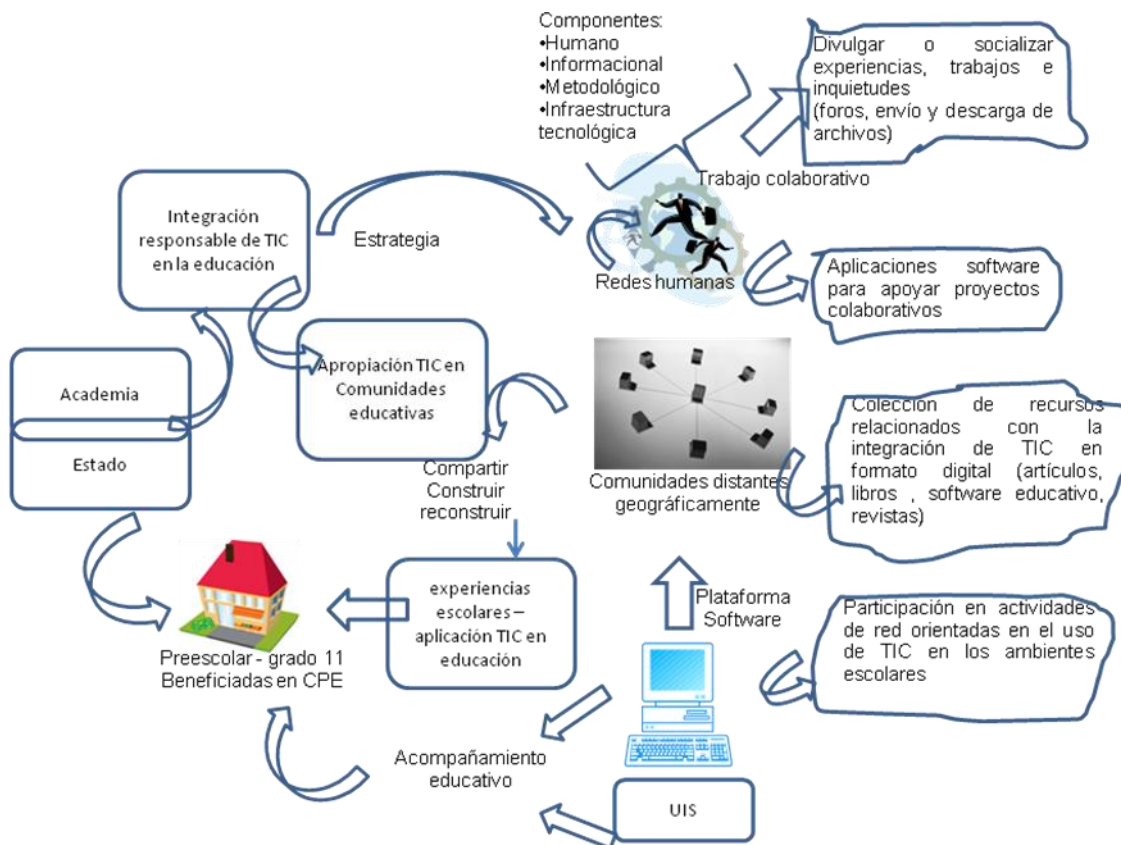 Componentes:
•Humano
•Informacional
•Metodológico
•Infraestructura
tecnológica
Divulgar o socializar
experiencias, trabajos e
inquietudes
(foros, envío y descarga de
archivos)
Trabajo colaborativo
Integración
responsable de TIC
en la educación
Estrategia
Redes humanas
Aplicaciones software
para apoyar proyectos
colaborativos
Apropiación TIC en
Comunidades
educativas
Academia
Estado
Colección de recursos
relacionados con la
integración de TIC en
formato digital (artículos,
libros , software educativo,
revistas)
Compartir
Construir
reconstruir
Comunidades distantes
geográficamente
experiencias
escolares –
aplicación TIC en
educación
Plataforma
Software
Participación en actividades
de red orientadas en el uso
de TIC en los ambientes
escolares
Preescolar - grado 11
Beneficiadas en CPE
Acompañamiento
educativo
UIS